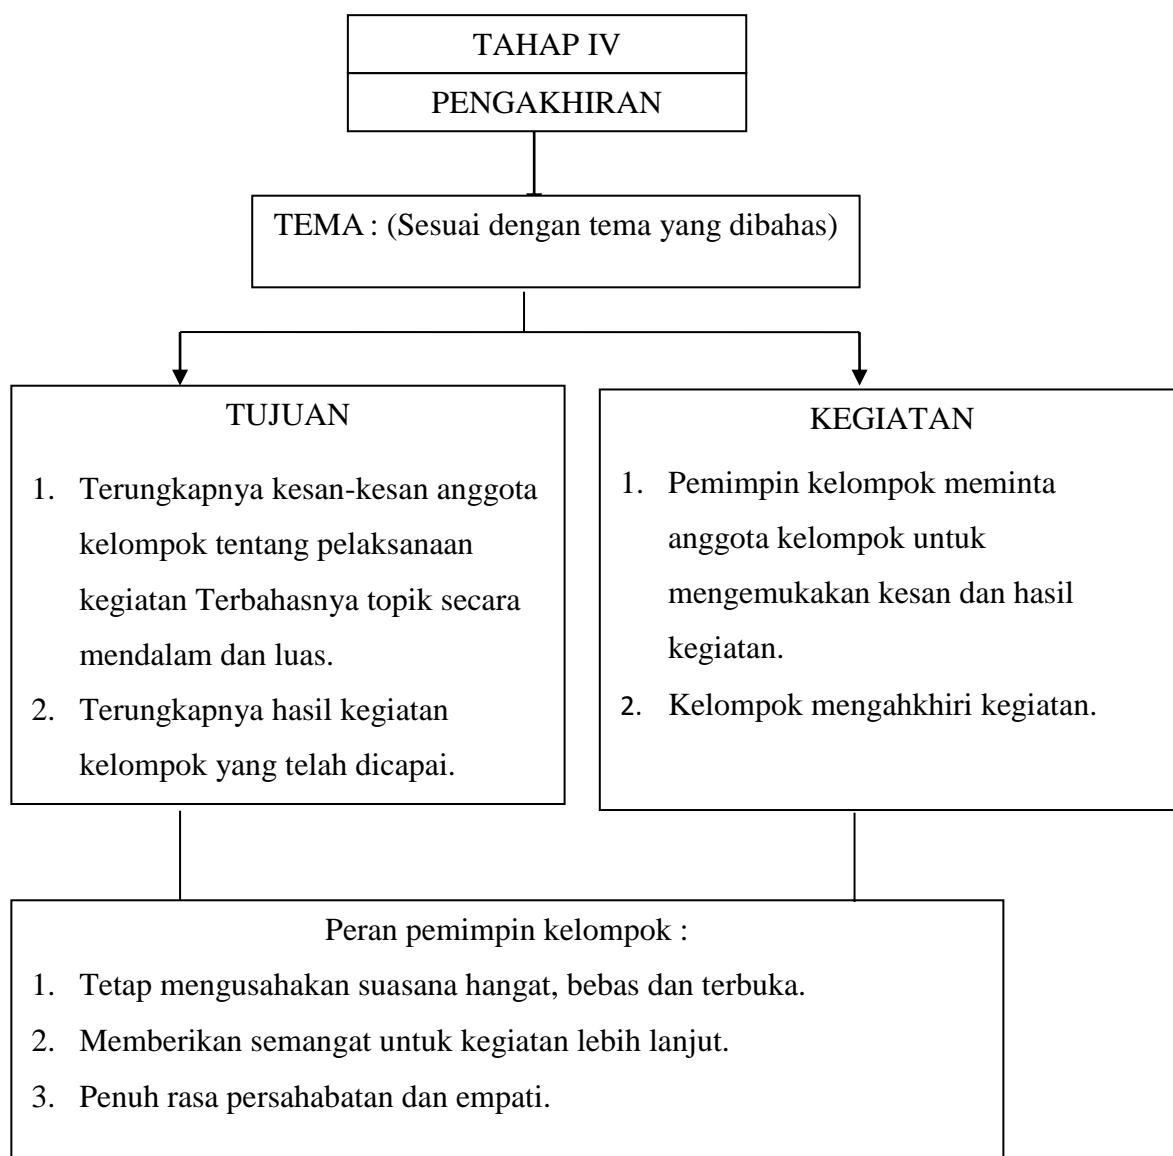 TAHAP IV
PENGAKHIRAN
TEMA : (Sesuai dengan tema yang dibahas)
TUJUAN
1. Terungkapnya kesan-kesan anggota
kelompok tentang pelaksanaan
kegiatan Terbahasnya topik secara
mendalam dan luas.
2. Terungkapnya hasil kegiatan
kelompok yang telah dicapai.
KEGIATAN
1. Pemimpin kelompok meminta
anggota kelompok untuk
mengemukakan kesan dan hasil
kegiatan.
2. Kelompok mengahkhiri kegiatan.
Peran pemimpin kelompok :
1. Tetap mengusahakan suasana hangat, bebas dan terbuka.
2. Memberikan semangat untuk kegiatan lebih lanjut.
3. Penuh rasa persahabatan dan empati.